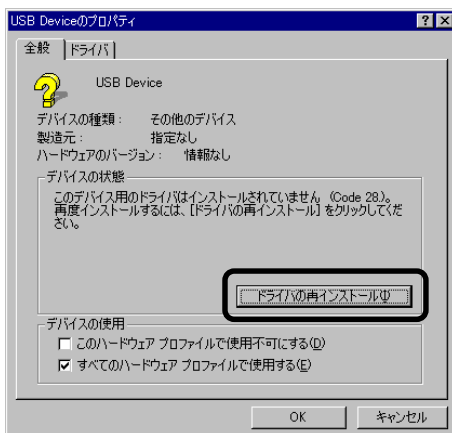 USB Deviceのプロパティ
全般
ドライバ
USB Device
デバイスの種類： その他のデバイス
製造元： 指定なし
ハードウェアのバージョン： 情報なし
デバイスの状態
このデバイス用のドライバはインストールされていません (Code 28.)。
再度インストールするには、[ドライバの再インストール] をクリックしてくだ
さい。
ドライバの再インストール(I)
デバイスの使用
このハードウェア プロファイルで使用不可にする(D)
すべてのハードウェア プロファイルで使用する(E)
OK
キャンセル